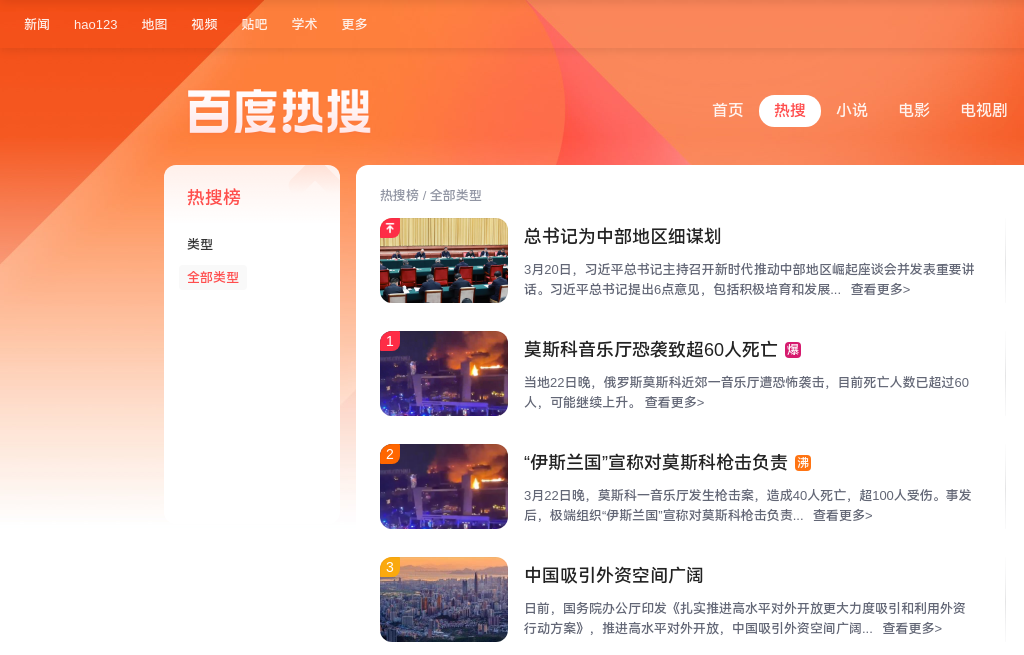 新闻 hao123 地图 视频 贴吧 学术 更多
百度热搜
首页 热搜 小说 电影 电视剧
热搜榜
类型
全部类型
热搜榜 / 全部类型
总书记为中部地区细谋划
3月20日，习近平总书记主持召开新时代推动中部地区崛起座谈会并发表重要讲
话。习近平总书记提出6点意见，包括积极培育和发展... 查看更多>
1
莫斯科音乐厅恐袭致超60人死亡 爆
当地22日晚，俄罗斯莫斯科近郊一音乐厅遭恐怖袭击，目前死亡人数已超过60
人，可能继续上升。 查看更多>
2
“伊斯兰国”宣称对莫斯科枪击负责 沸
3月22日晚，莫斯科一音乐厅发生枪击案，造成40人死亡，超100人受伤。事发
后，极端组织“伊斯兰国”宣称对莫斯科枪击负责... 查看更多>
3
中国吸引外资空间广阔
日前，国务院办公厅印发《扎实推进高水平对外开放更大力度吸引和利用外资
行动方案》，推进高水平对外开放，中国吸引外资空间广阔... 查看更多>